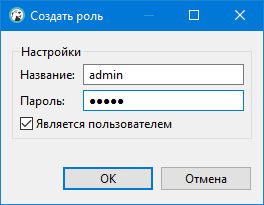 Создать роль
Настройки
Название: admin
Пароль: ●●●●●
Является пользователем
OK Отмена